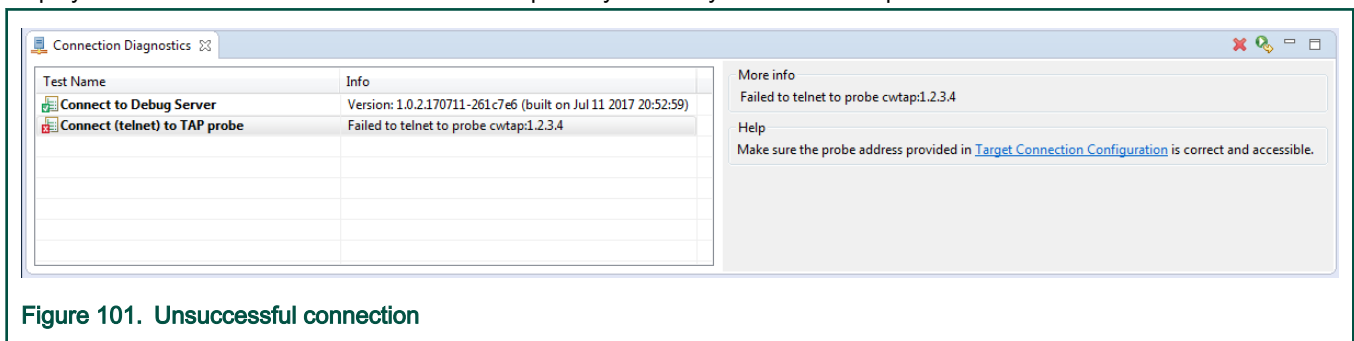 Connection Diagnostics
Test Name Info
Connect to Debug Server Version: 1.0.2.170711-261c7e6 (built on Jul 11 2017 20:52:59)
Connect (telnet) to TAP probe Failed to telnet to probe cwtap:1.2.3.4
More info
Failed to telnet to probe cwtap:1.2.3.4
Help
Make sure the probe address provided in Target Connection Configuration is correct and accessible.
Figure 101. Unsuccessful connection